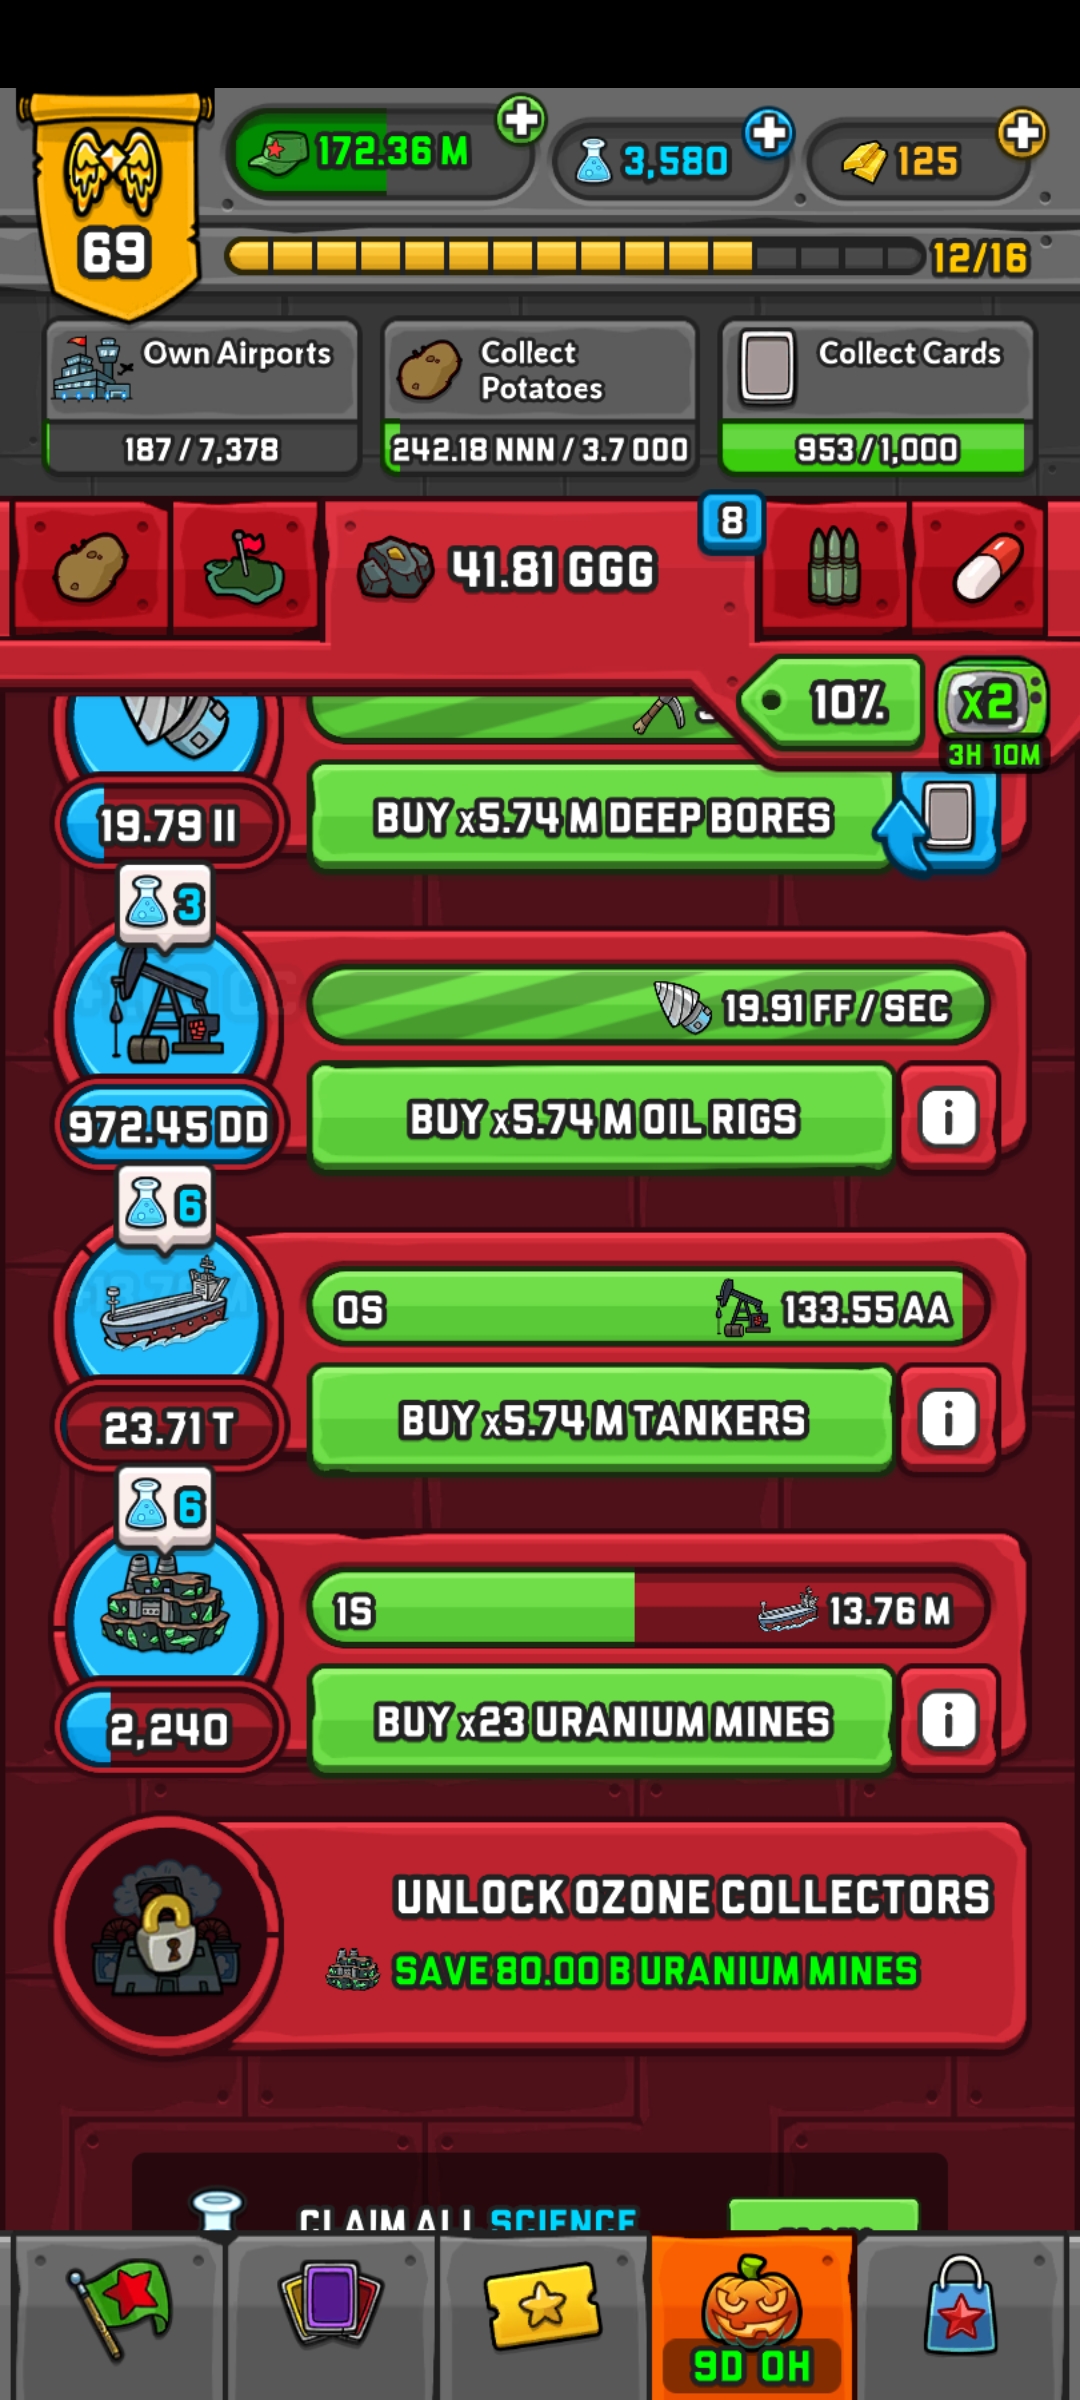 172.36 M
3,580
125
69
12/16
Own Airports
187 / 7,378
Collect
Potatoes
242.18 NNN / 3.7 OOO
Collect Cards
953 / 1,000
41.81 GGG
8
10%
x2
3H 10M
19.79 II
BUY x5.74 M DEEP BORES
3
19.91 FF / SEC
972.45 DD
BUY x5.74 M OIL RIGS
6
0S
133.55 AA
23.71 T
BUY x5.74 M TANKERS
6
1S
13.76 M
2,240
BUY x23 URANIUM MINES
UNLOCK OZONE COLLECTORS
SAVE 80.00 B URANIUM MINES
CLAIM ALL SCIENCE
9D 0H